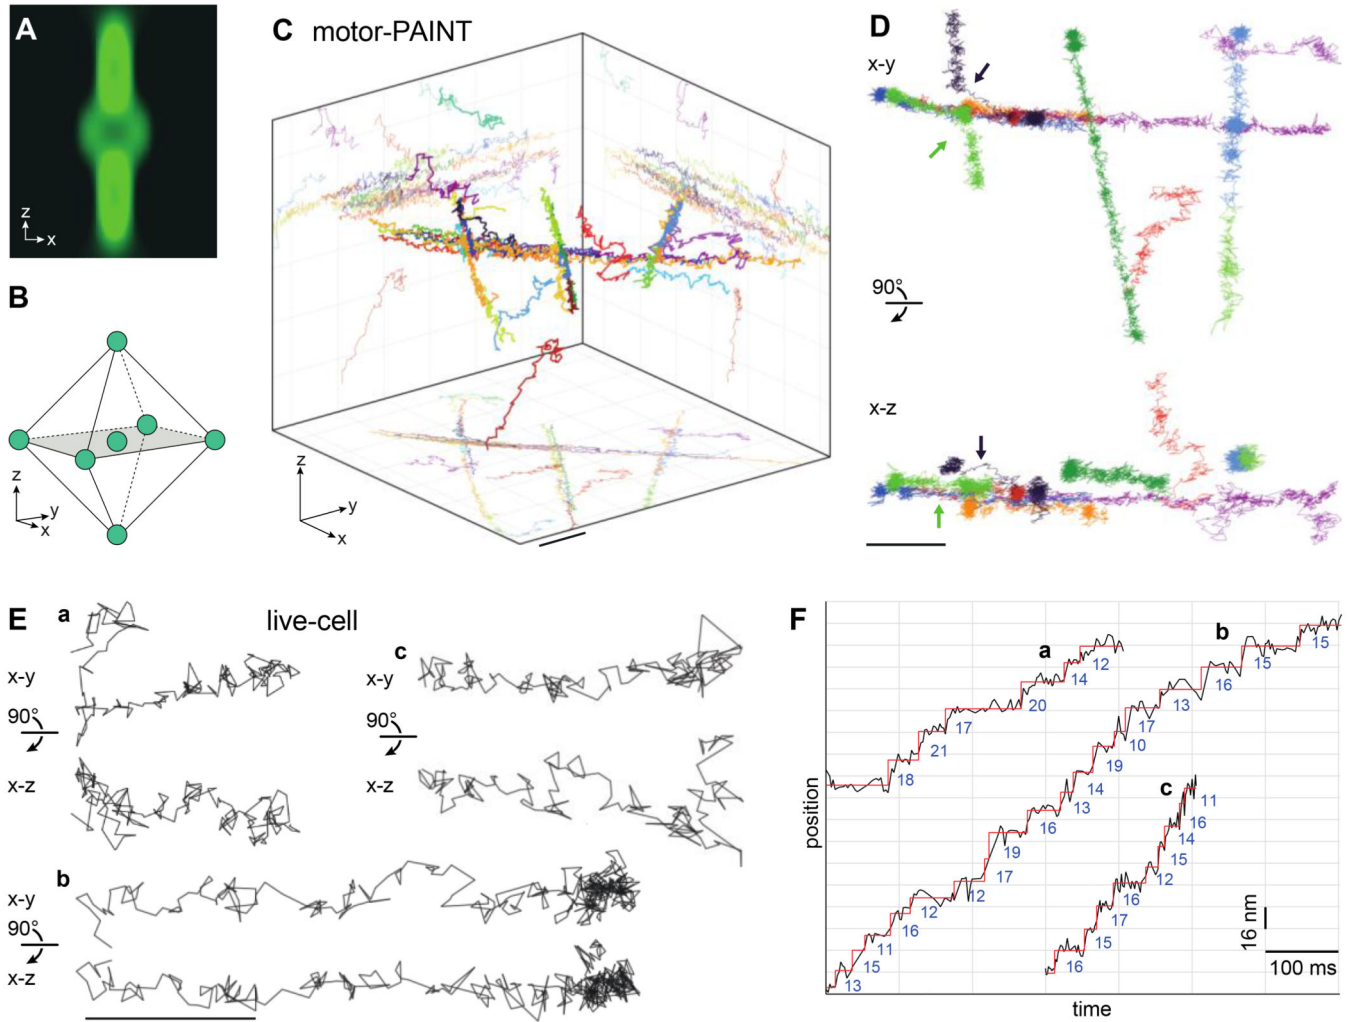 A
z
x
B
z
y
x
C motor-PAINT
z
y
x
D
x-y
90°
x-z
E
a
live-cell
x-y
90°
x-z
c
x-y
90°
x-z
b
x-y
90°
x-z
F
position
a
18
21
17
20
14
12
b
13
15
11
16
12
12
17
19
16
13
14
19
10
17
13
16
15
15
c
16
15
17
16
12
15
14
16
11
16 nm
100 ms
time